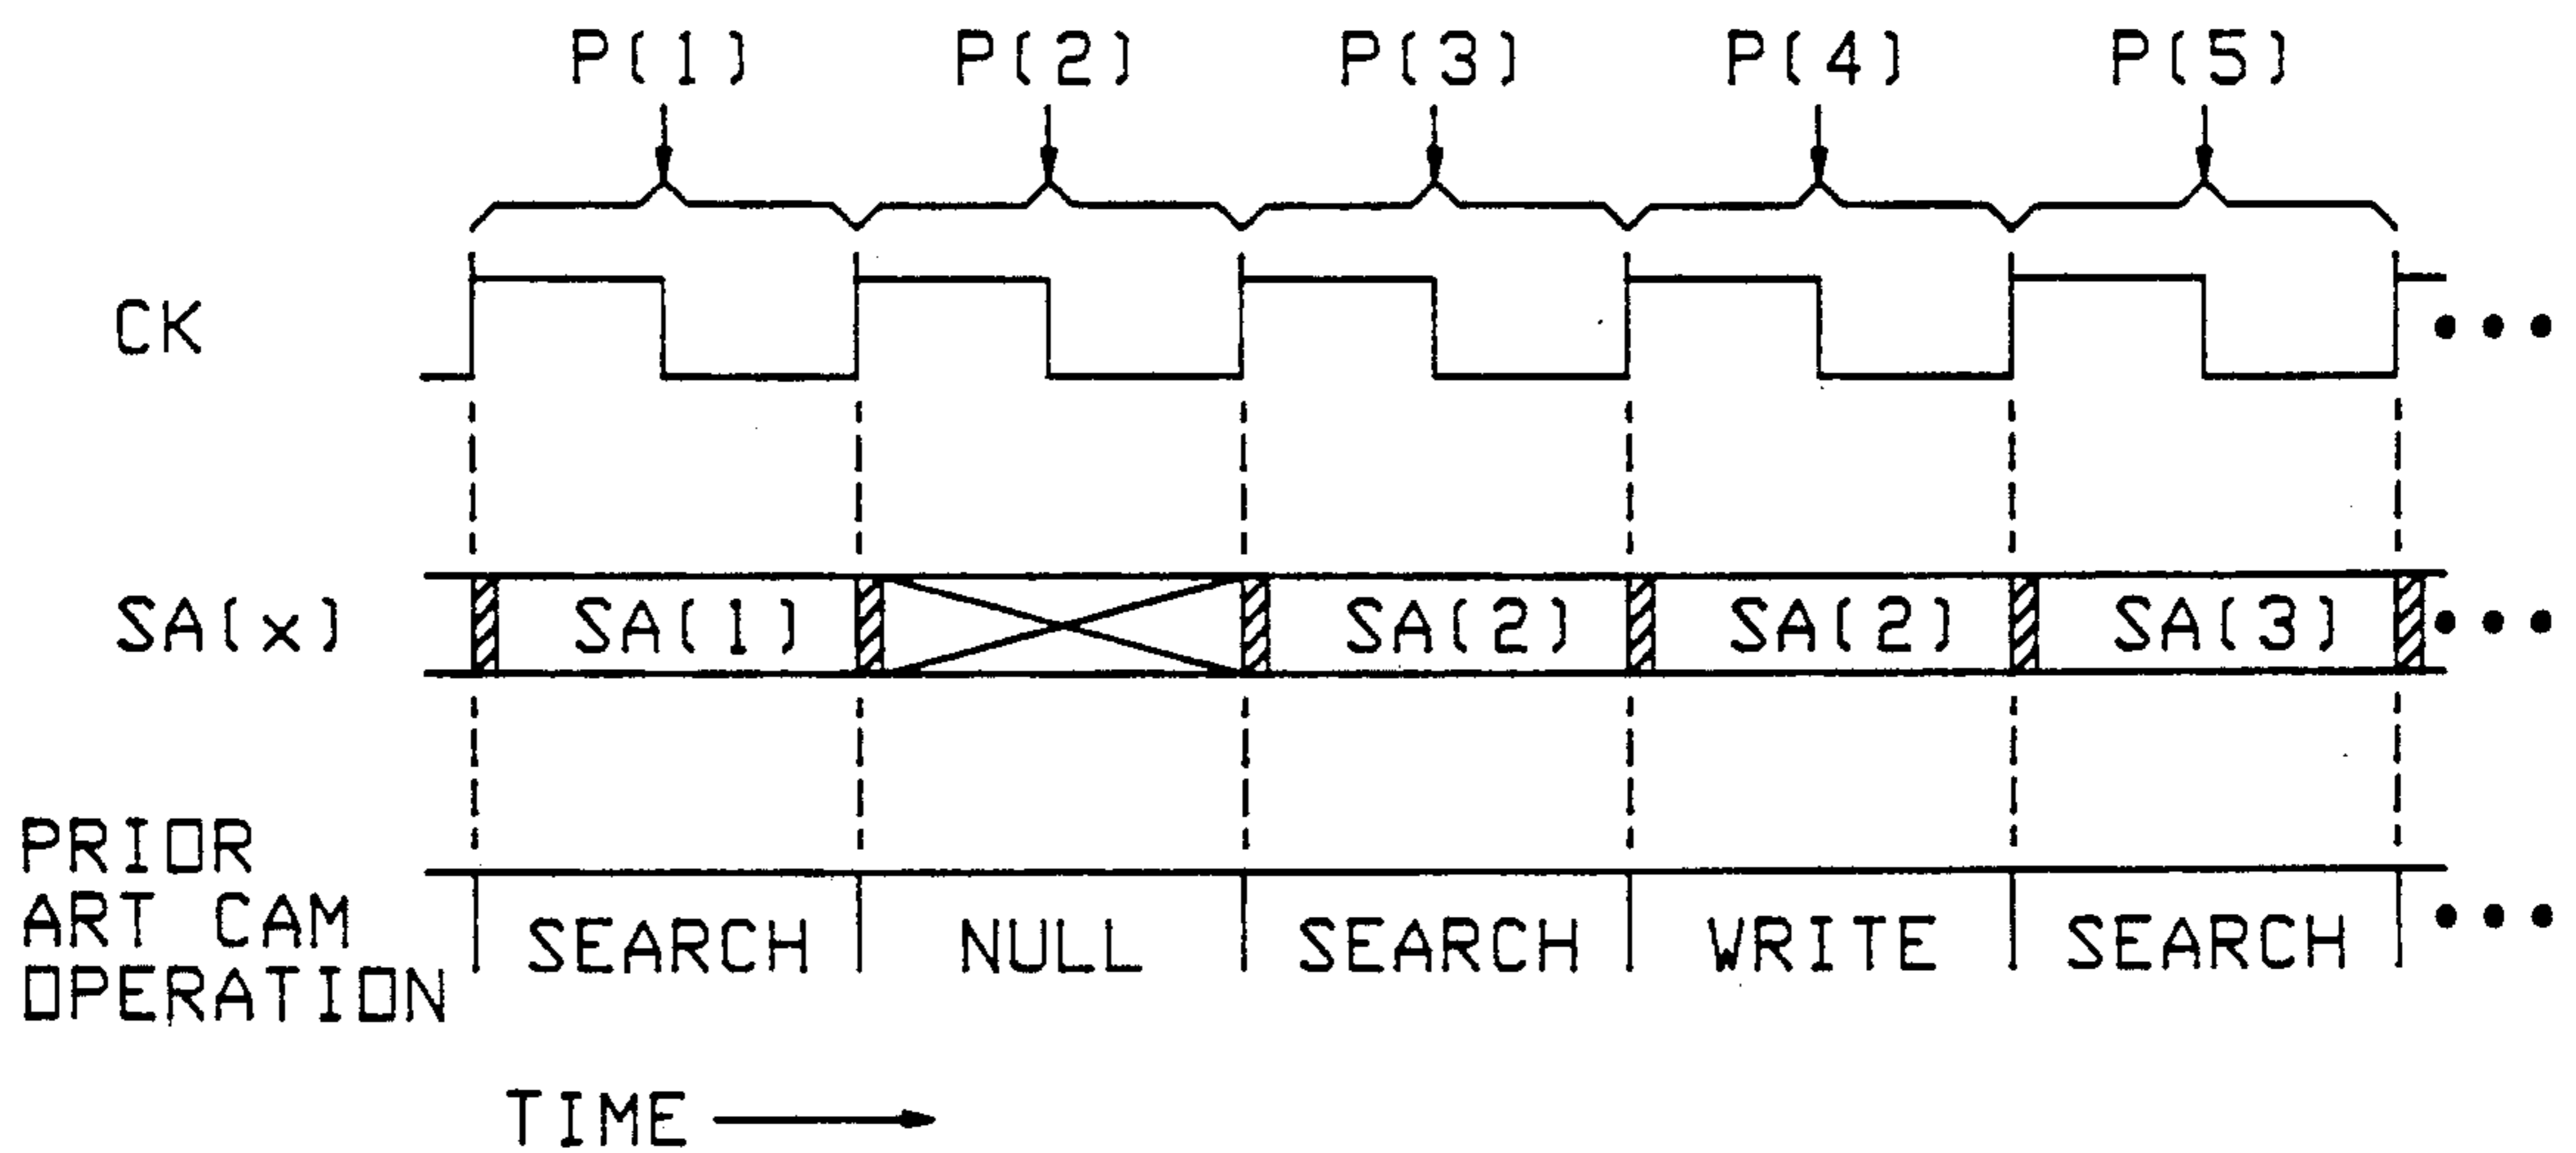 P(1) P(2) P(3) P(4) P(5)
CK
SA(x) SA(1) SA(2) SA(2) SA(3)
PRIOR
ART CAM
OPERATION
SEARCH NULL SEARCH WRITE SEARCH
TIME